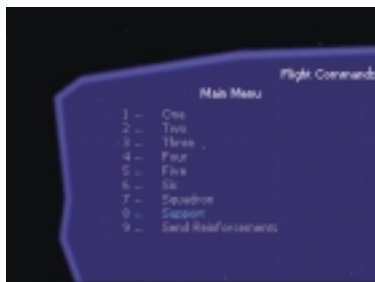 Flight Commands
Main Menu
1 - One
2 - Two
3 - Three
4 - Four
5 - Five
6 - Six
7 - Squadron
8 - Support
9 - Send Reinforcements